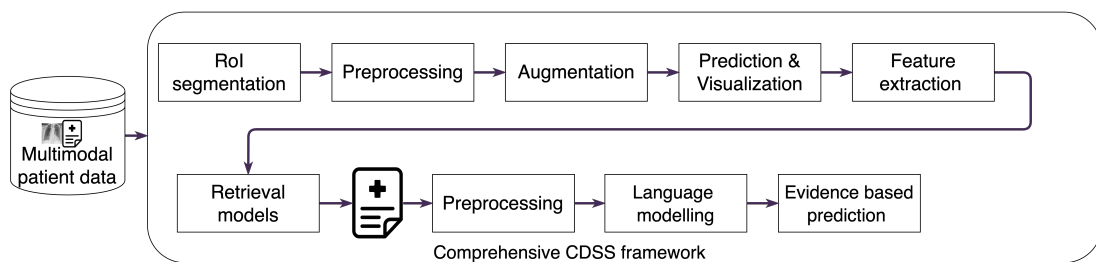 Multimodal
patient data
RoI
segmentation
Preprocessing
Augmentation
Prediction &
Visualization
Feature
extraction
Retrieval
models
Preprocessing
Language
modelling
Evidence based
prediction
Comprehensive CDSS framework